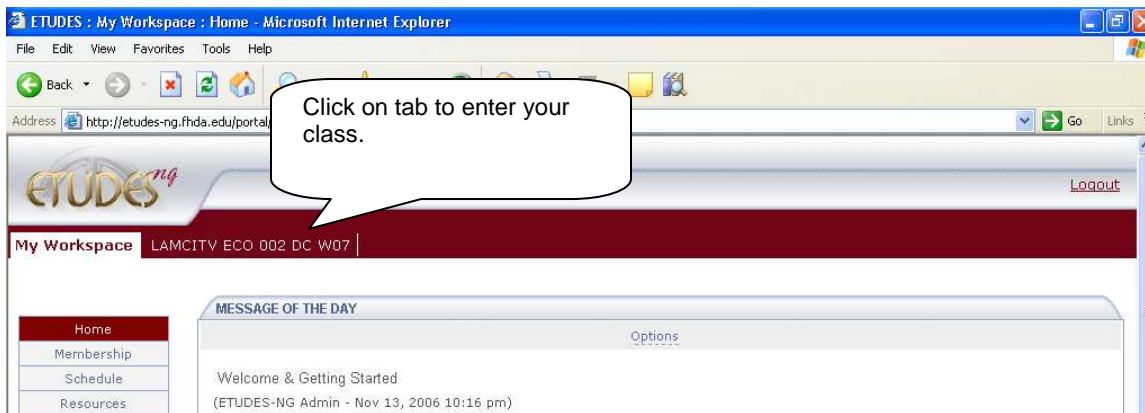 ETUDES : My Workspace : Home - Microsoft Internet Explorer
File Edit View Favorites Tools Help
Back
Click on tab to enter your
class.
Address http://etudes-ng.fhda.edu/portal/
Go Links
ETUDES ng
Logout
My Workspace LAMCITV ECO 002 DC W07
MESSAGE OF THE DAY
Options
Home
Membership
Schedule
Resources
Welcome & Getting Started
(ETUDES-NG Admin - Nov 13, 2006 10:16 pm)